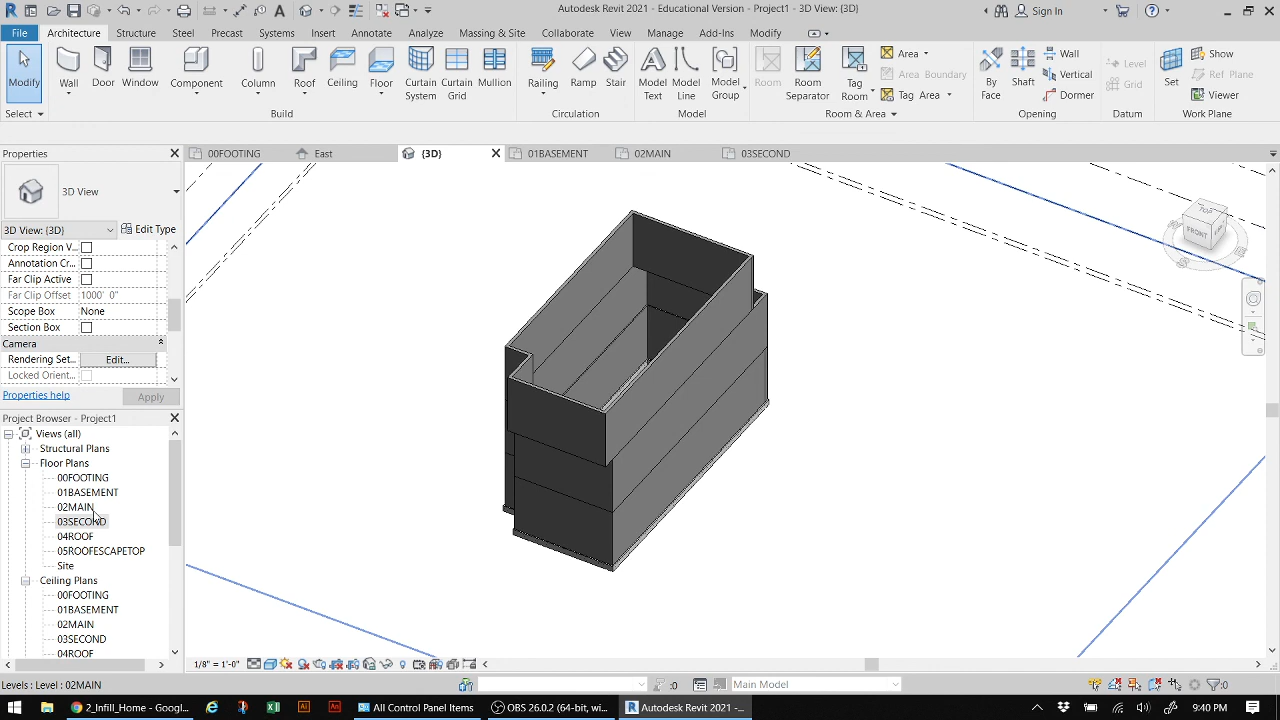 Autodesk Revit 2021 - Educational Version - Project1 - 3D View: {3D}
Sign In
File Architecture Structure Steel Precast Systems Insert Annotate Analyze Massing & Site Collaborate View Manage Add-Ins Modify
Modify Wall Door Window Component Column Roof Ceiling Floor Curtain System Curtain Grid Mullion Railing Ramp Stair Model Text Model Line Model Group Room Room Separator Tag Room By Face Shaft Set
Area Wall Level Show
Area Boundary Vertical Grid Ref Plane
Tag Area Dormer Viewer
Select Build Circulation Model Room & Area Opening Datum Work Plane
Properties
00FOOTING East {3D} 01BASEMENT 02MAIN 03SECOND
3D View
3D View: {3D} Edit Type
Crop Region V...
Annotation Cr...
Far Clip Active
Far Clip Offset 1000' 0"
Scope Box None
Section Box
Camera
Rendering Set... Edit...
Locked Orient...
Properties help Apply
Project Browser - Project1
Views (all)
Structural Plans
Floor Plans
00FOOTING
01BASEMENT
02MAIN
03SECOND
04ROOF
05ROOFESCAPETOP
Site
Ceiling Plans
00FOOTING
01BASEMENT
02MAIN
03SECOND
04ROOF
TOP
FRONT
1/8" = 1'-0"
Levels : Level : 02MAIN
:0 Main Model :0
2_Infill_Home - Googl... All Control Panel Items OBS 26.0.2 (64-bit, wi... Autodesk Revit 2021 -... 9:40 PM